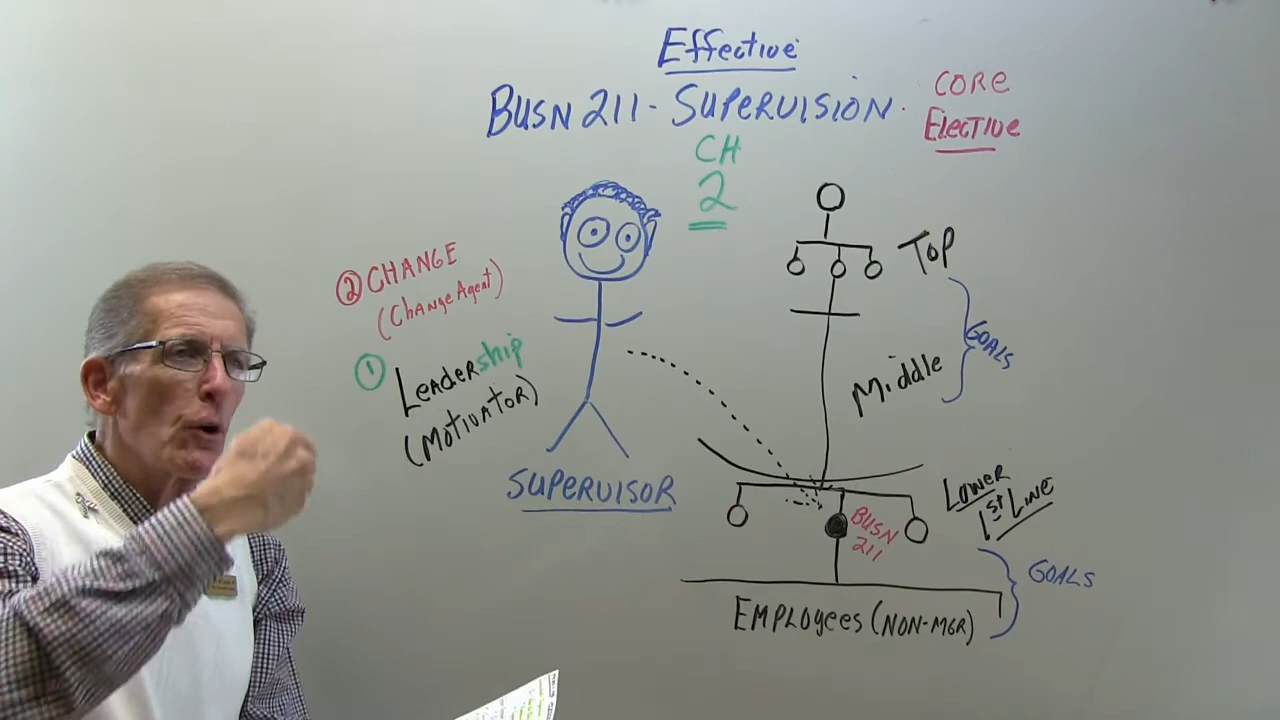 Effective
BUSN 211 - SUPERVISION.
CORE
Elective
CH
2
② CHANGE
(Change Agent)
① Leadership
(MOTIVATOR)
SUPERVISOR
TOP
Middle
GOALS
LOWER
1st LINE
BUSN
211
GOALS
EMPloyees (NON-MGR)